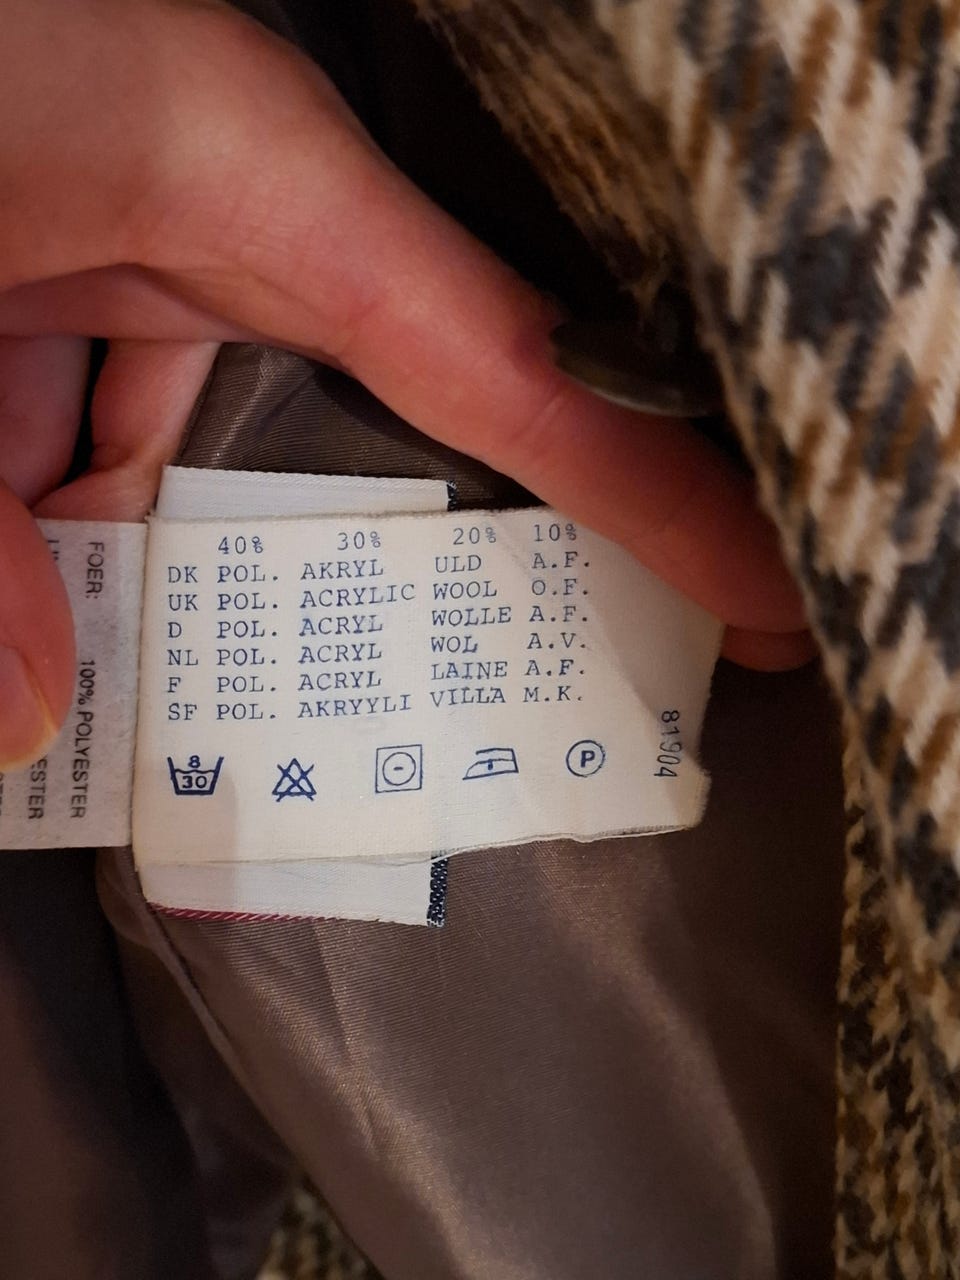 40% 30% 20% 10%
DK POL. AKRYL ULD A.F.
UK POL. ACRYLIC WOOL O.F.
D POL. ACRYL WOLLE A.F.
NL POL. ACRYL WOL A.V.
F POL. ACRYL LAINE A.F.
SF POL. AKRYYLI VILLA M.K.
8
30
P
81904
FOER:
100% POLYESTER